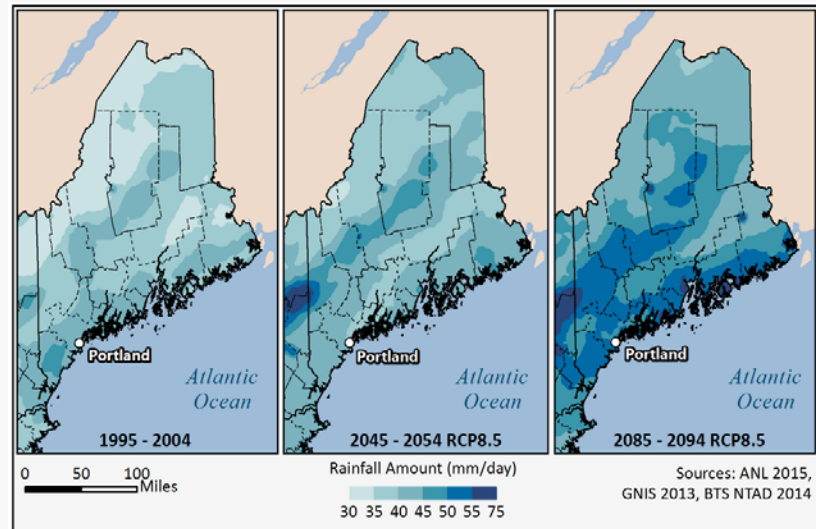 Portland
Atlantic
Ocean
1995 - 2004
Portland
Atlantic
Ocean
2045 - 2054 RCP8.5
Portland
Atlantic
Ocean
2085 - 2094 RCP8.5
0 50 100
Miles
Rainfall Amount (mm/day)
30 35 40 45 50 55 75
Sources: ANL 2015,
GNIS 2013, BTS NTAD 2014